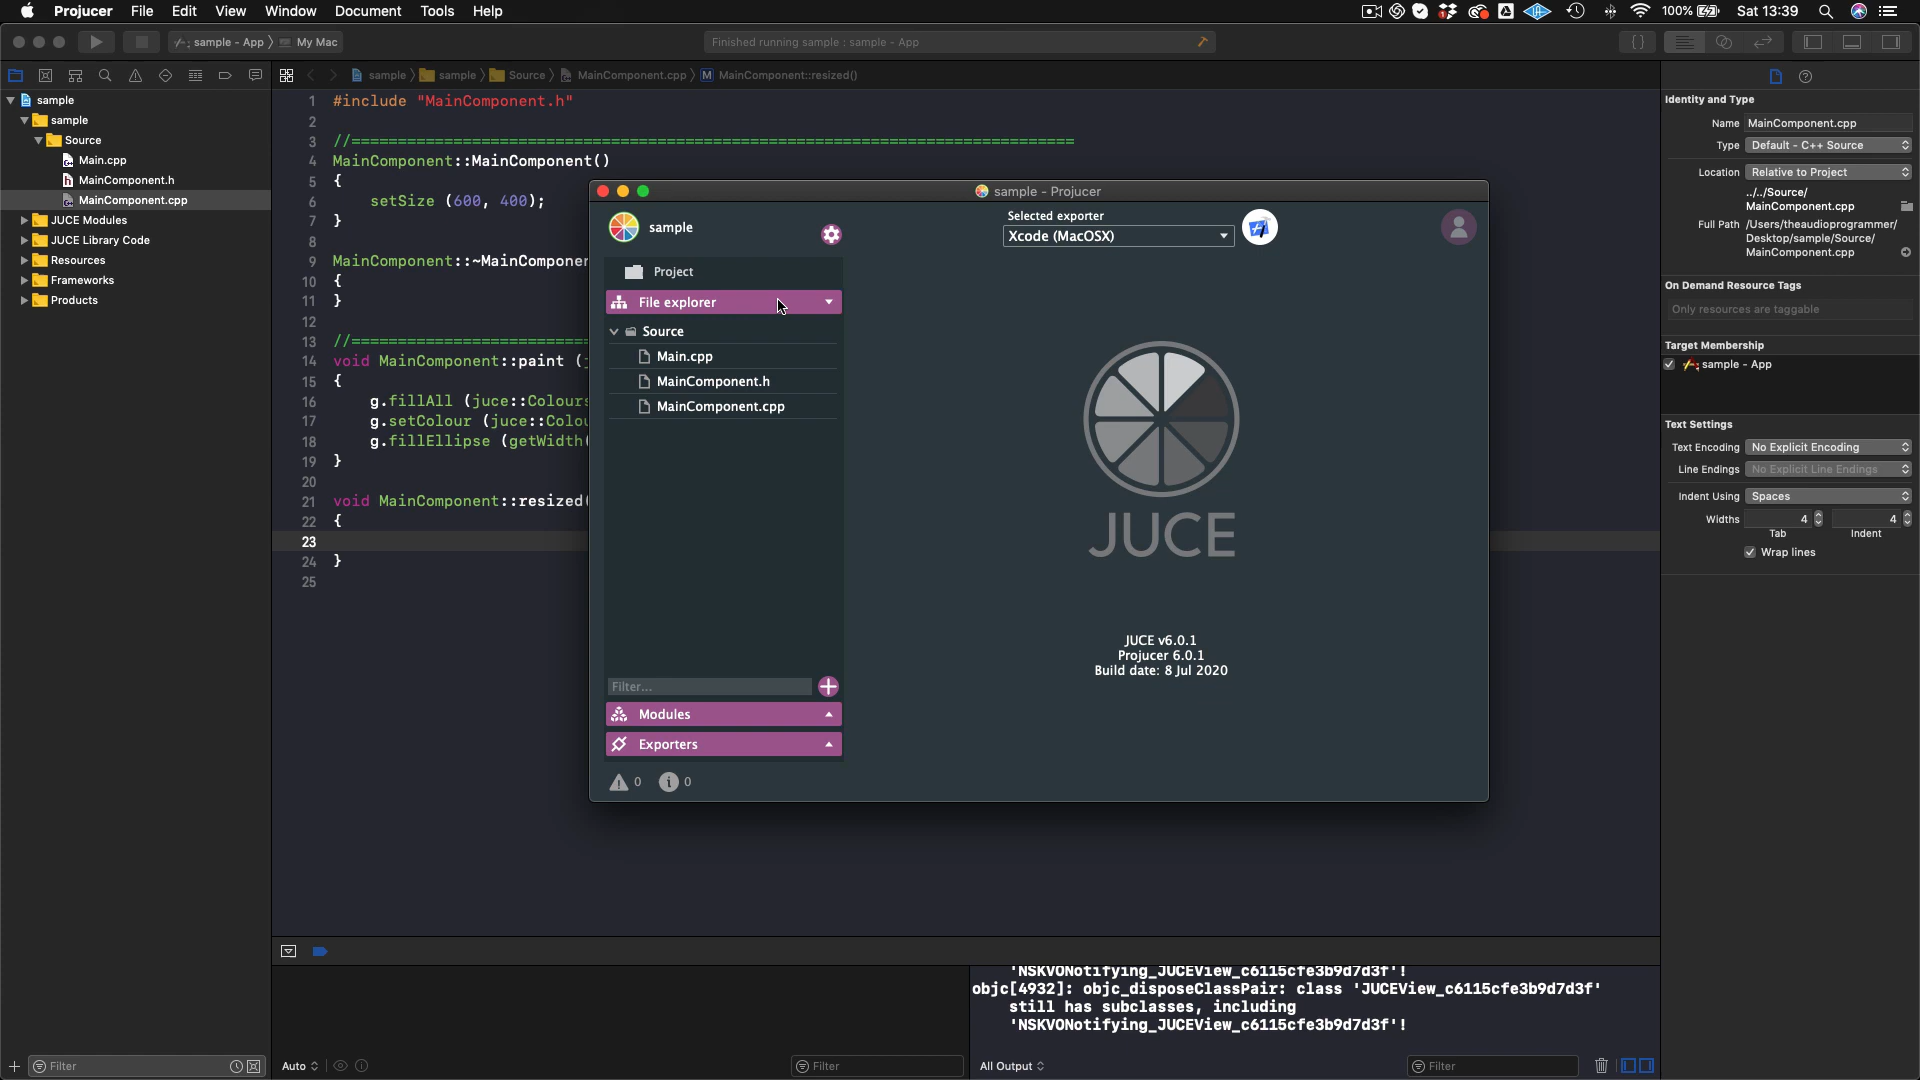 Projucer File Edit View Window Document Tools Help
100% Sat 13:39
sample - App My Mac
Finished running sample : sample - App
sample sample Source MainComponent.cpp M MainComponent::resized()
sample
sample
Source
Main.cpp
MainComponent.h
MainComponent.cpp
JUCE Modules
JUCE Library Code
Resources
Frameworks
Products
1 #include "MainComponent.h"
2
3 //==============================================================================
4 MainComponent::MainComponent()
5 {
6 setSize (600, 400);
7 }
8
9 MainComponent::~MainComponen
10 {
11 }
12
13 //==========================
14 void MainComponent::paint (
15 {
16 g.fillAll (juce::Colours
17 g.setColour (juce::Colou
18 g.fillEllipse (getWidth(
19 }
20
21 void MainComponent::resized(
22 {
23
24 }
25
sample - Projucer
sample
Selected exporter
Xcode (MacOSX)
Project
File explorer
Source
Main.cpp
MainComponent.h
MainComponent.cpp
Filter...
Modules
Exporters
0 0
JUCE
JUCE v6.0.1
Projucer 6.0.1
Build date: 8 Jul 2020
Identity and Type
Name MainComponent.cpp
Type Default - C++ Source
Location Relative to Project
../../Source/
MainComponent.cpp
Full Path /Users/theaudioprogrammer/
Desktop/sample/Source/
MainComponent.cpp
On Demand Resource Tags
Only resources are taggable
Target Membership
sample - App
Text Settings
Text Encoding No Explicit Encoding
Line Endings No Explicit Line Endings
Indent Using Spaces
Widths 4 4
Tab Indent
Wrap lines
'NSKVONotifying_JUCEView_c6115cfe3b9d7d3f'!
objc[4932]: objc_disposeClassPair: class 'JUCEView_c6115cfe3b9d7d3f'
still has subclasses, including
'NSKVONotifying_JUCEView_c6115cfe3b9d7d3f'!
Filter
Auto
Filter
All Output
Filter